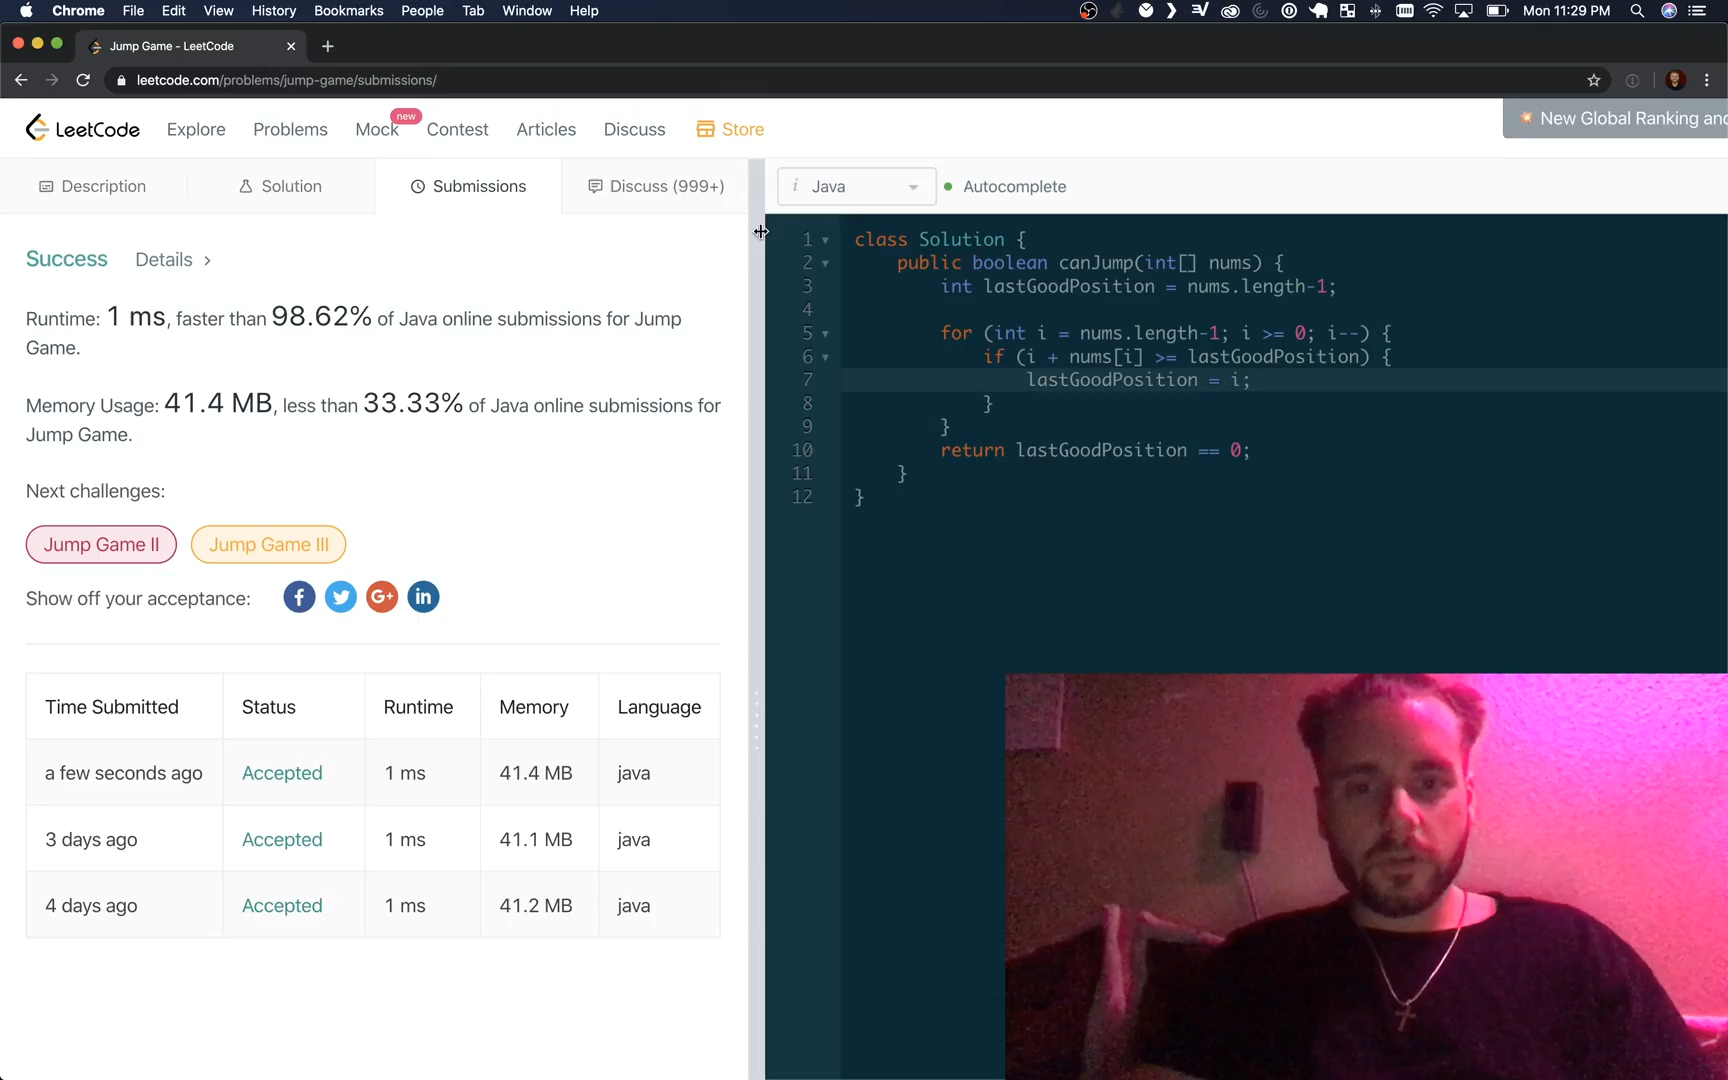 Chrome File Edit View History Bookmarks People Tab Window Help Mon 11:29 PM
Jump Game - LeetCode
leetcode.com/problems/jump-game/submissions/
LeetCode Explore Problems Mock new Contest Articles Discuss Store
New Global Ranking and
Description Solution Submissions Discuss (999+)
i Java Autocomplete
Success Details >
Runtime: 1 ms, faster than 98.62% of Java online submissions for Jump
Game.
Memory Usage: 41.4 MB, less than 33.33% of Java online submissions for
Jump Game.
Next challenges:
Jump Game II Jump Game III
Show off your acceptance: f G+ in
Time Submitted Status Runtime Memory Language
a few seconds ago Accepted 1 ms 41.4 MB java
3 days ago Accepted 1 ms 41.1 MB java
4 days ago Accepted 1 ms 41.2 MB java
1 class Solution {
2 public boolean canJump(int[] nums) {
3 int lastGoodPosition = nums.length-1;
4
5 for (int i = nums.length-1; i >= 0; i--) {
6 if (i + nums[i] >= lastGoodPosition) {
7 lastGoodPosition = i;
8 }
9 }
10 return lastGoodPosition == 0;
11 }
12 }